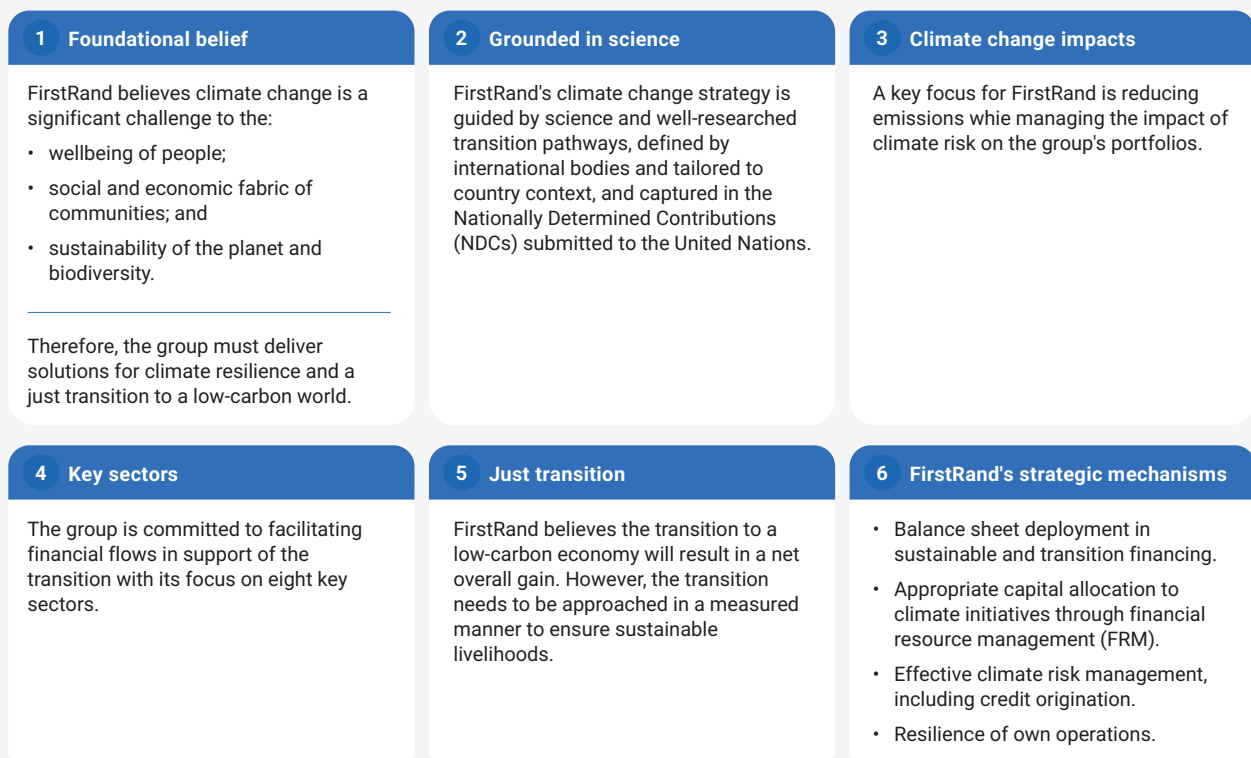 1 Foundational belief
FirstRand believes climate change is a
significant challenge to the:
• wellbeing of people;
• social and economic fabric of
communities; and
• sustainability of the planet and
biodiversity.
Therefore, the group must deliver
solutions for climate resilience and a
just transition to a low-carbon world.
2 Grounded in science
FirstRand's climate change strategy is
guided by science and well-researched
transition pathways, defined by
international bodies and tailored to
country context, and captured in the
Nationally Determined Contributions
(NDCs) submitted to the United Nations.
3 Climate change impacts
A key focus for FirstRand is reducing
emissions whie managing the impact of
climate risk on the group's portfolios.
4 Key sectors
The group is committed to facilitating
financial flows in support of the
transition with its focus on eight key
sectors.
5 Just transition
FirstRand believes the transition to a
low-carbon economy will result in a net
overall gain. However, the transition
needs to be approached in a measured
manner to ensure sustainable
livelihoods.
6 FirstRand's strategic mechanisms
• Balance sheet deployment in
sustainable and transition financing.
• Appropriate capital allocation to
climate initiatives through financial
resource management (FRM).
• Effective climate risk management,
including credit origination.
• Resilience of own operations.